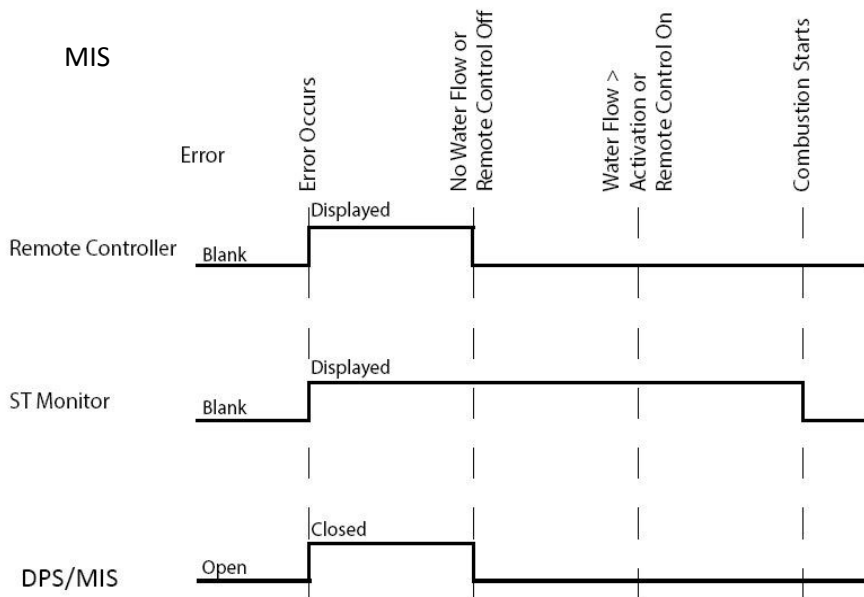 MIS
Error
Error Occurs
No Water Flow or
Remote Control Off
Water Flow >
Activation or
Remote Control On
Combustion Starts
Remote Controller
Blank
Displayed
ST Monitor
Blank
Displayed
DPS/MIS
Open
Closed